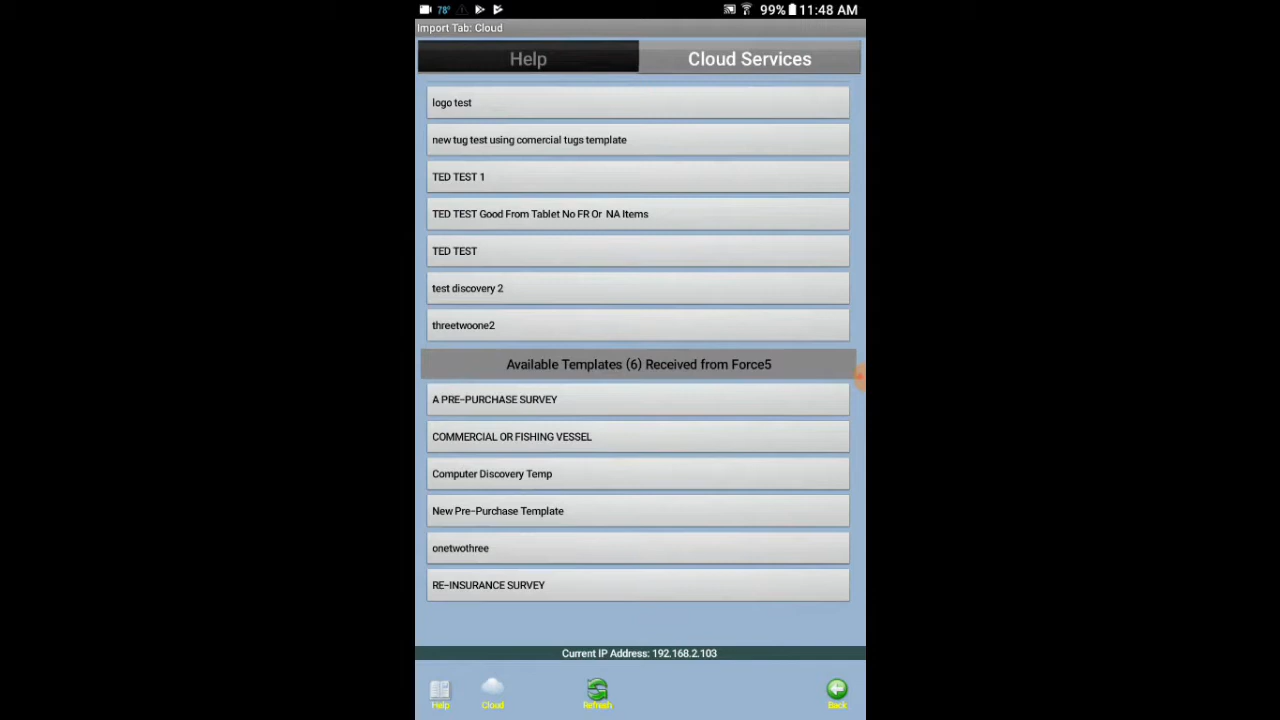 78° 99% 11:48 AM
Import Tab: Cloud
Help Cloud Services
logo test
new tug test using comercial tugs template
TED TEST 1
TED TEST Good From Tablet No FR Or NA Items
TED TEST
test discovery 2
threetwoone2
Available Templates (6) Received from Force5
A PRE-PURCHASE SURVEY
COMMERCIAL OR FISHING VESSEL
Computer Discovery Temp
New Pre-Purchase Template
onetwothree
RE-INSURANCE SURVEY
Current IP Address: 192.168.2.103
Help Cloud Refresh Back